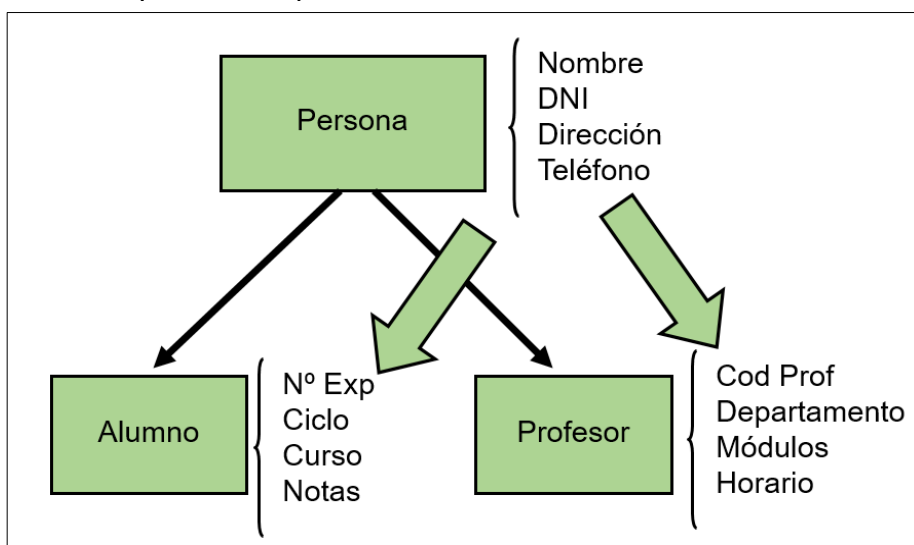 Persona
Nombre
DNI
Dirección
Teléfono
Alumno
Nº Exp
Ciclo
Curso
Notas
Profesor
Cod Prof
Departamento
Módulos
Horario